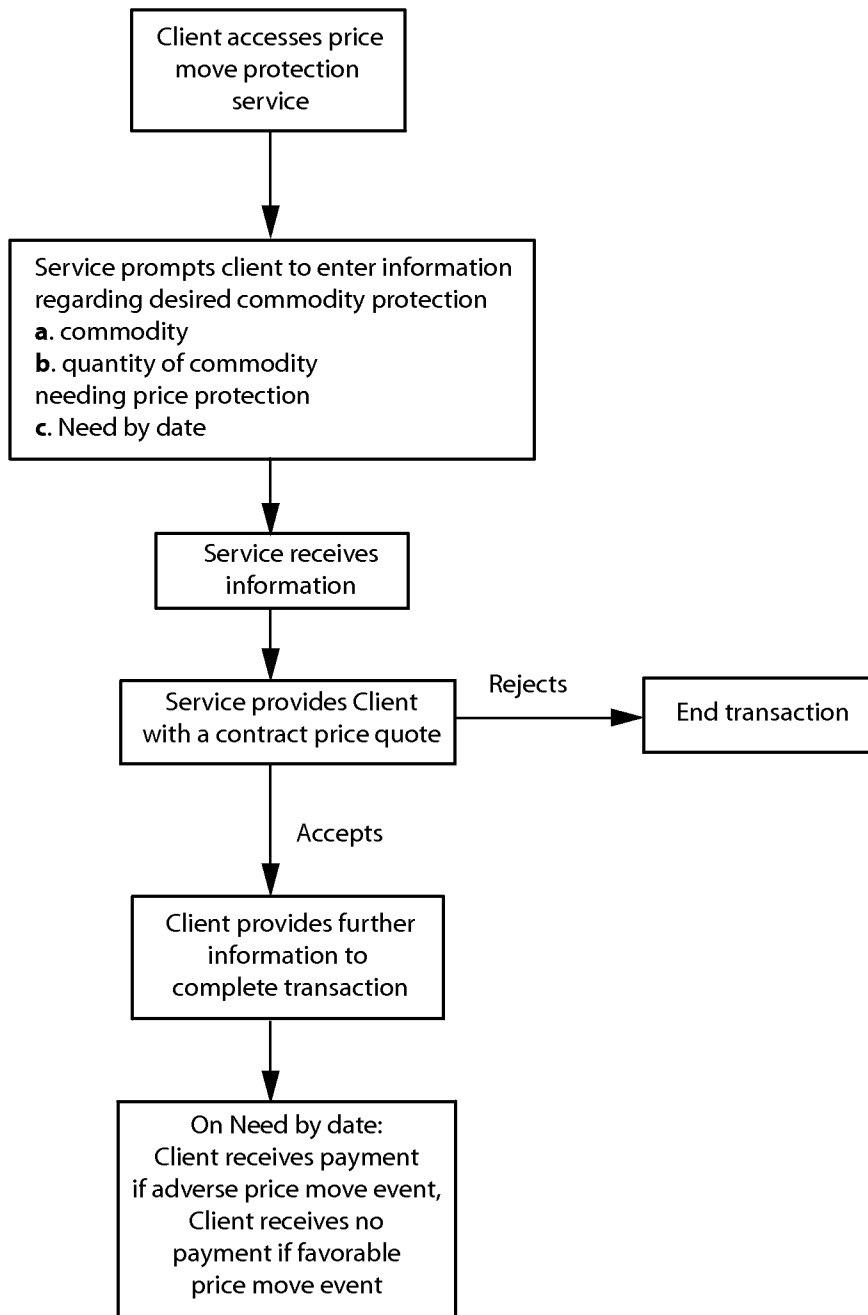 Client accesses price
move protection
service
Service prompts client to enter information
regarding desired commodity protection
a. commodity
b. quantity of commodity
needing price protection
c. Need by date
Service receives
information
Service provides Client
with a contract price quote
Rejects
End transaction
Accepts
Client provides further
information to
complete transaction
On Need by date:
Client receives payment
if adverse price move event,
Client receives no
payment if favorable
price move event